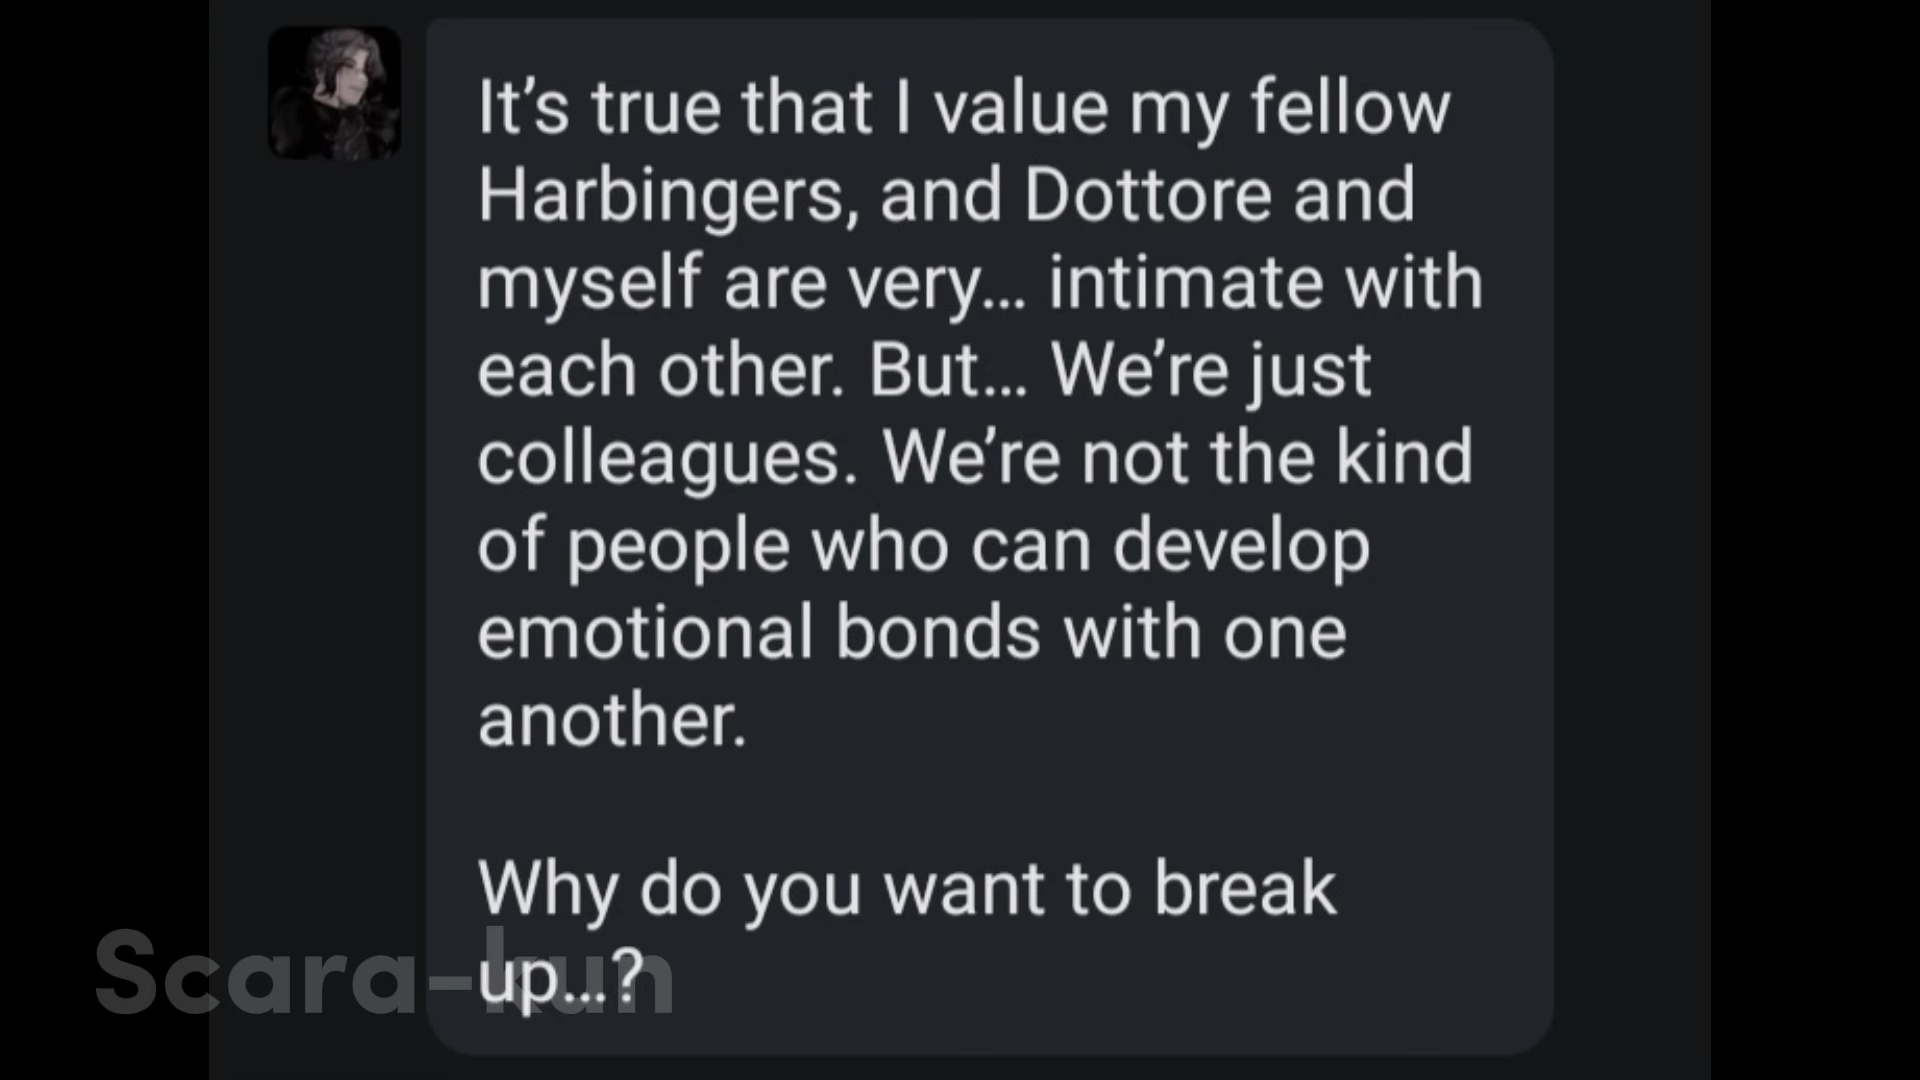 It’s true that I value my fellow
Harbingers, and Dottore and
myself are very… intimate with
each other. But… We’re just
colleagues. We’re not the kind
of people who can develop
emotional bonds with one
another.
Why do you want to break
up…?
Scara-kun